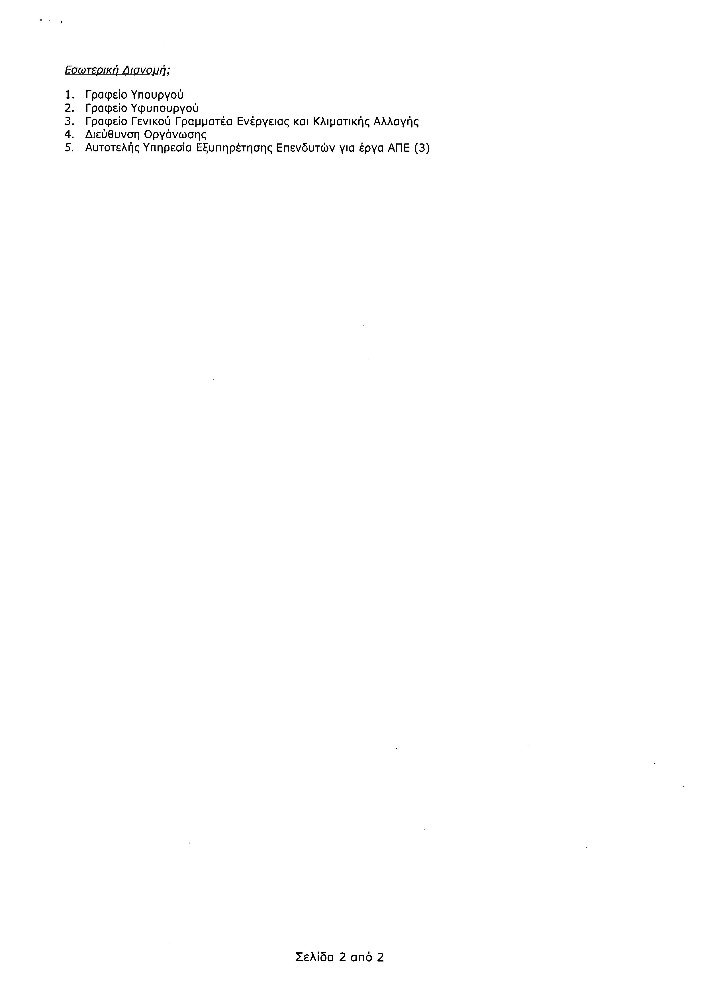 Εσωτερική Διανομή:
1. Γραφείο Υπουργού
2. Γραφείο Υφυπουργού
3. Γραφείο Γενικού Γραμματέα Ενέργειας και Κλιματικής Αλλαγής
4. Διεύθυνση Οργάνωσης
5. Αυτοτελής Υπηρεσία Εξυπηρέτησης Επενδυτών για έργα ΑΠΕ (3)
Σελίδα 2 από 2